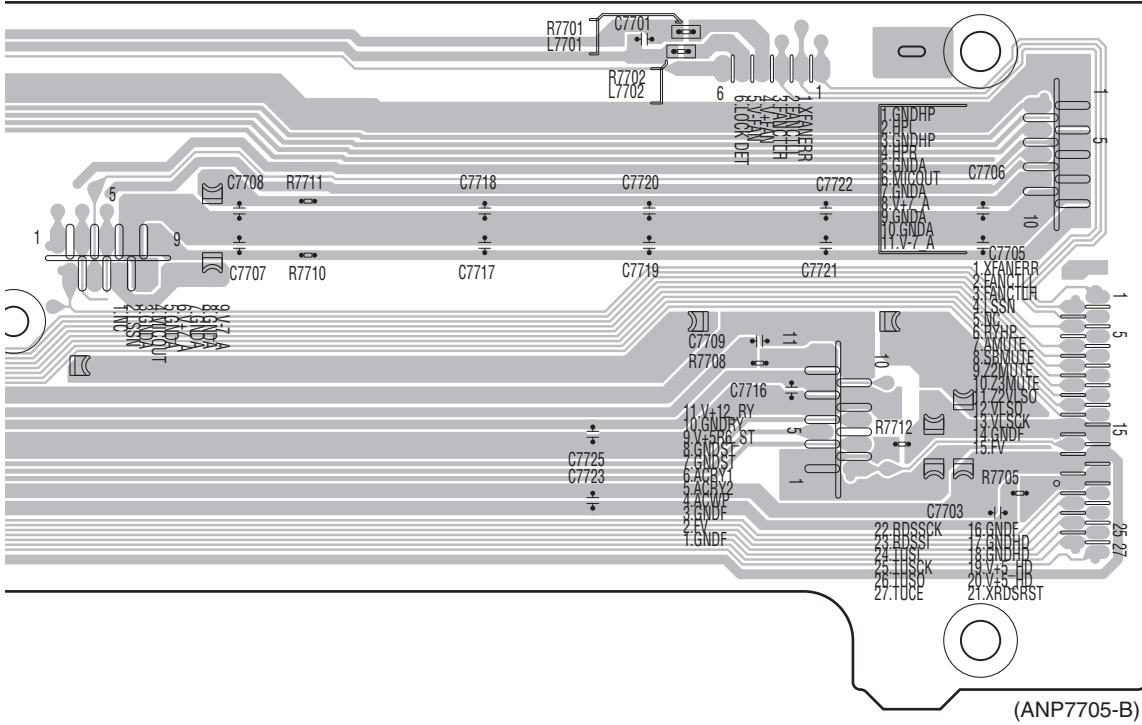 R7701
L7701
C7701
R7702
L7702
6
1
1.XFANERR
2.FANCTL
3.FANCTLH
4.V+FAN
5.V-FAN
6.LOCK DET
1.GNDHP
2.HPL
3.GNDHP
4.HPR
5.GNDA
6.MICOUT
7.GNDA
8.V+7_A
9.GNDA
10.GNDA
11.V-7_A
1
5
10
C7706
C7705
C7708
R7711
C7718
C7720
C7722
C7707
R7710
C7717
C7719
C7721
1
5
9
1.NC
2.LSSN
3.GNDA
4.MICOUT
5.GNDA
6.V+7_A
7.GNDA
8.GNDA
9.V-7_A
1.XFANERR
2.FANCTL
3.FANCTLH
4.LSSN
5.NC
6.RYHP
7.AMUTE
8.SBMUTE
9.Z2MUTE
10.Z3MUTE
11.Z2VLSO
12.VLSO
13.VLSCK
14.GNDF
15.FV
1
5
15
25
27
C7709
R7708
C7716
11
10
5
1
11.V+12_RY
10.GNDRY
9.V+5R6_ST
8.GNDST
7.GNDST
6.ACRY1
5.ACRY2
4.ACWP
3.GNDF
2.FV
1.GNDF
C7725
C7723
R7712
R7705
C7703
22.RDSSCK
23.RDSSI
24.TUSI
25.TUSCK
26.TUSO
27.TUCE
16.GNDF
17.GNDHD
18.GNDHD
19.V+5_HD
20.V+5_HD
21.XRDSRST
(ANP7705-B)